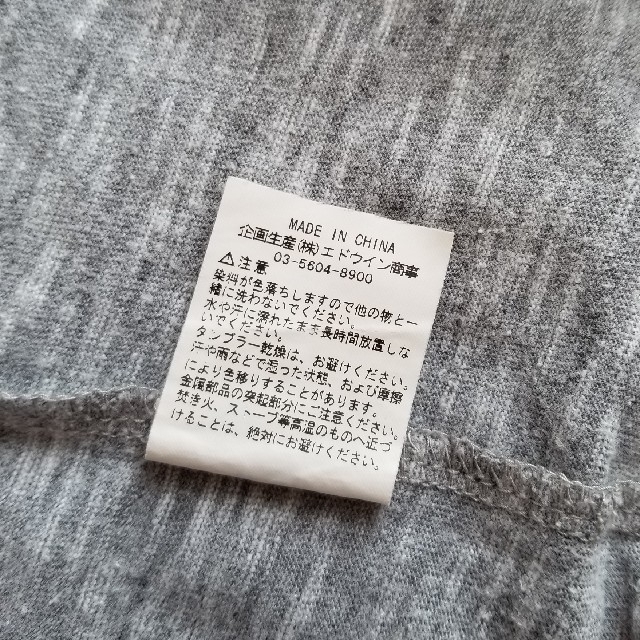 MADE IN CHINA
企画生産(株)エドウイン商事
03-5604-8900
⚠注意
染料が色落ちしますので他の物と一
緒に洗わないでください。
水や汗に濡れたまま長時間放置しな
いでください。
タンブラー乾燥は、お避けください。
汗や雨などで湿った状態、および摩擦
により色移りすることがあります。
金属部品の突起部分にご注意ください。
焚き火、ストーブ等高温のものへ近づ
けることは、絶対にお避けください。